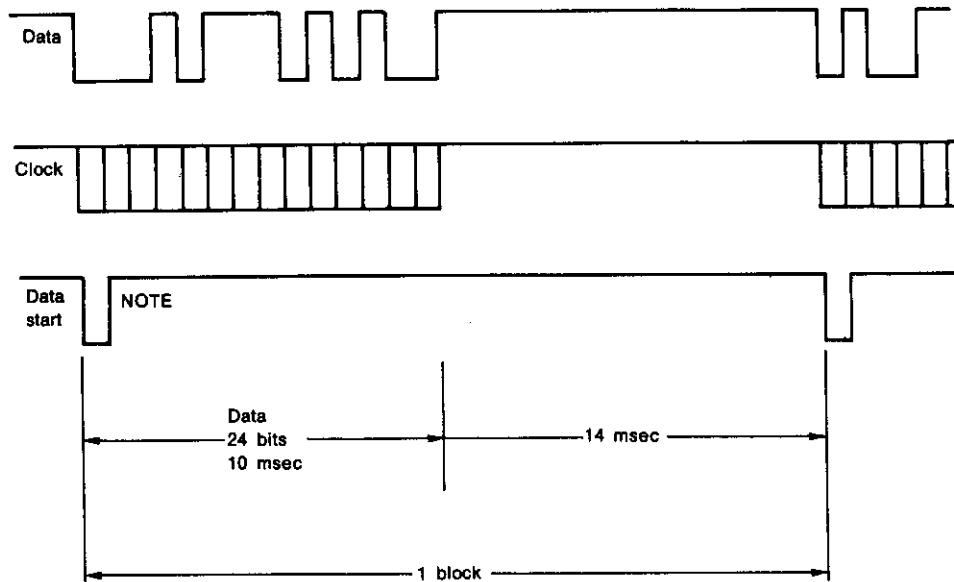 Data
Clock
Data
start
NOTE
Data
24 bits
10 msec
14 msec
1 block